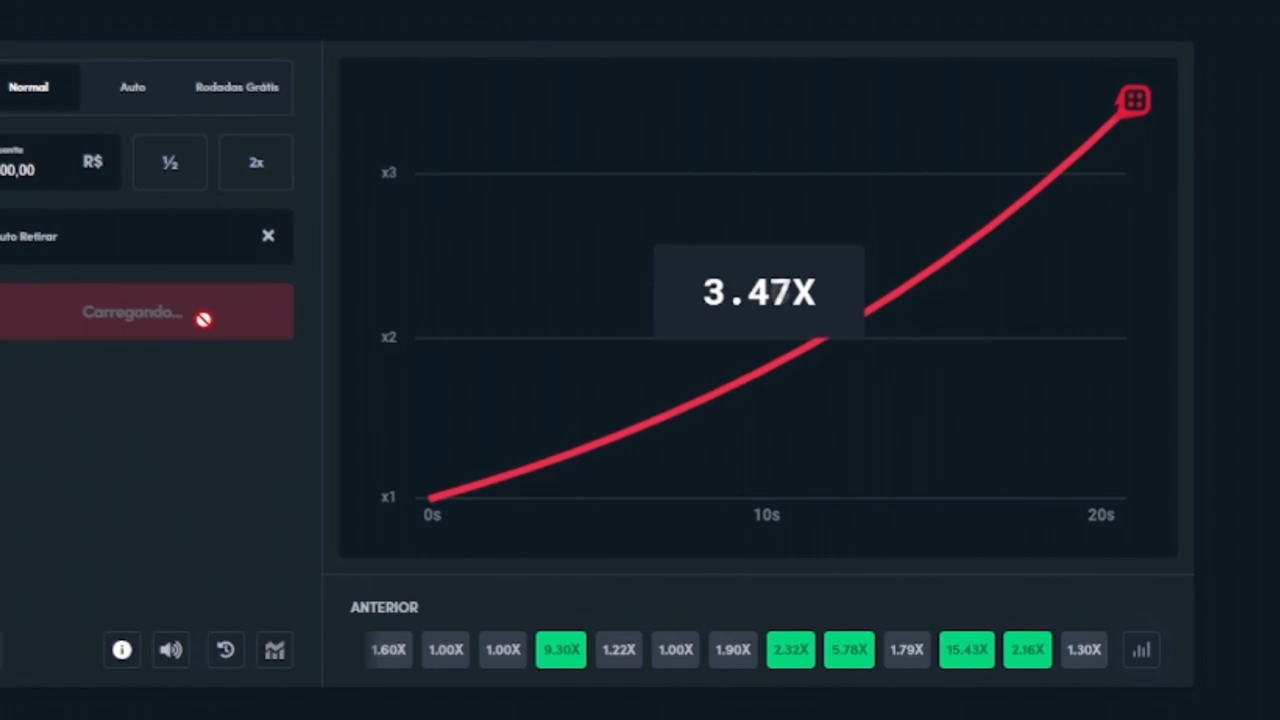 Normal Auto Rodadas Grátis
00,00 R$ ½ 2x
uto Retirar
Carregando...
x3
3.47X
x2
x1
0s 10s 20s
ANTERIOR
1.60X 1.00X 1.00X 9.30X 1.22X 1.00X 1.90X 2.32X 5.78X 1.79X 15.43X 2.16X 1.30X